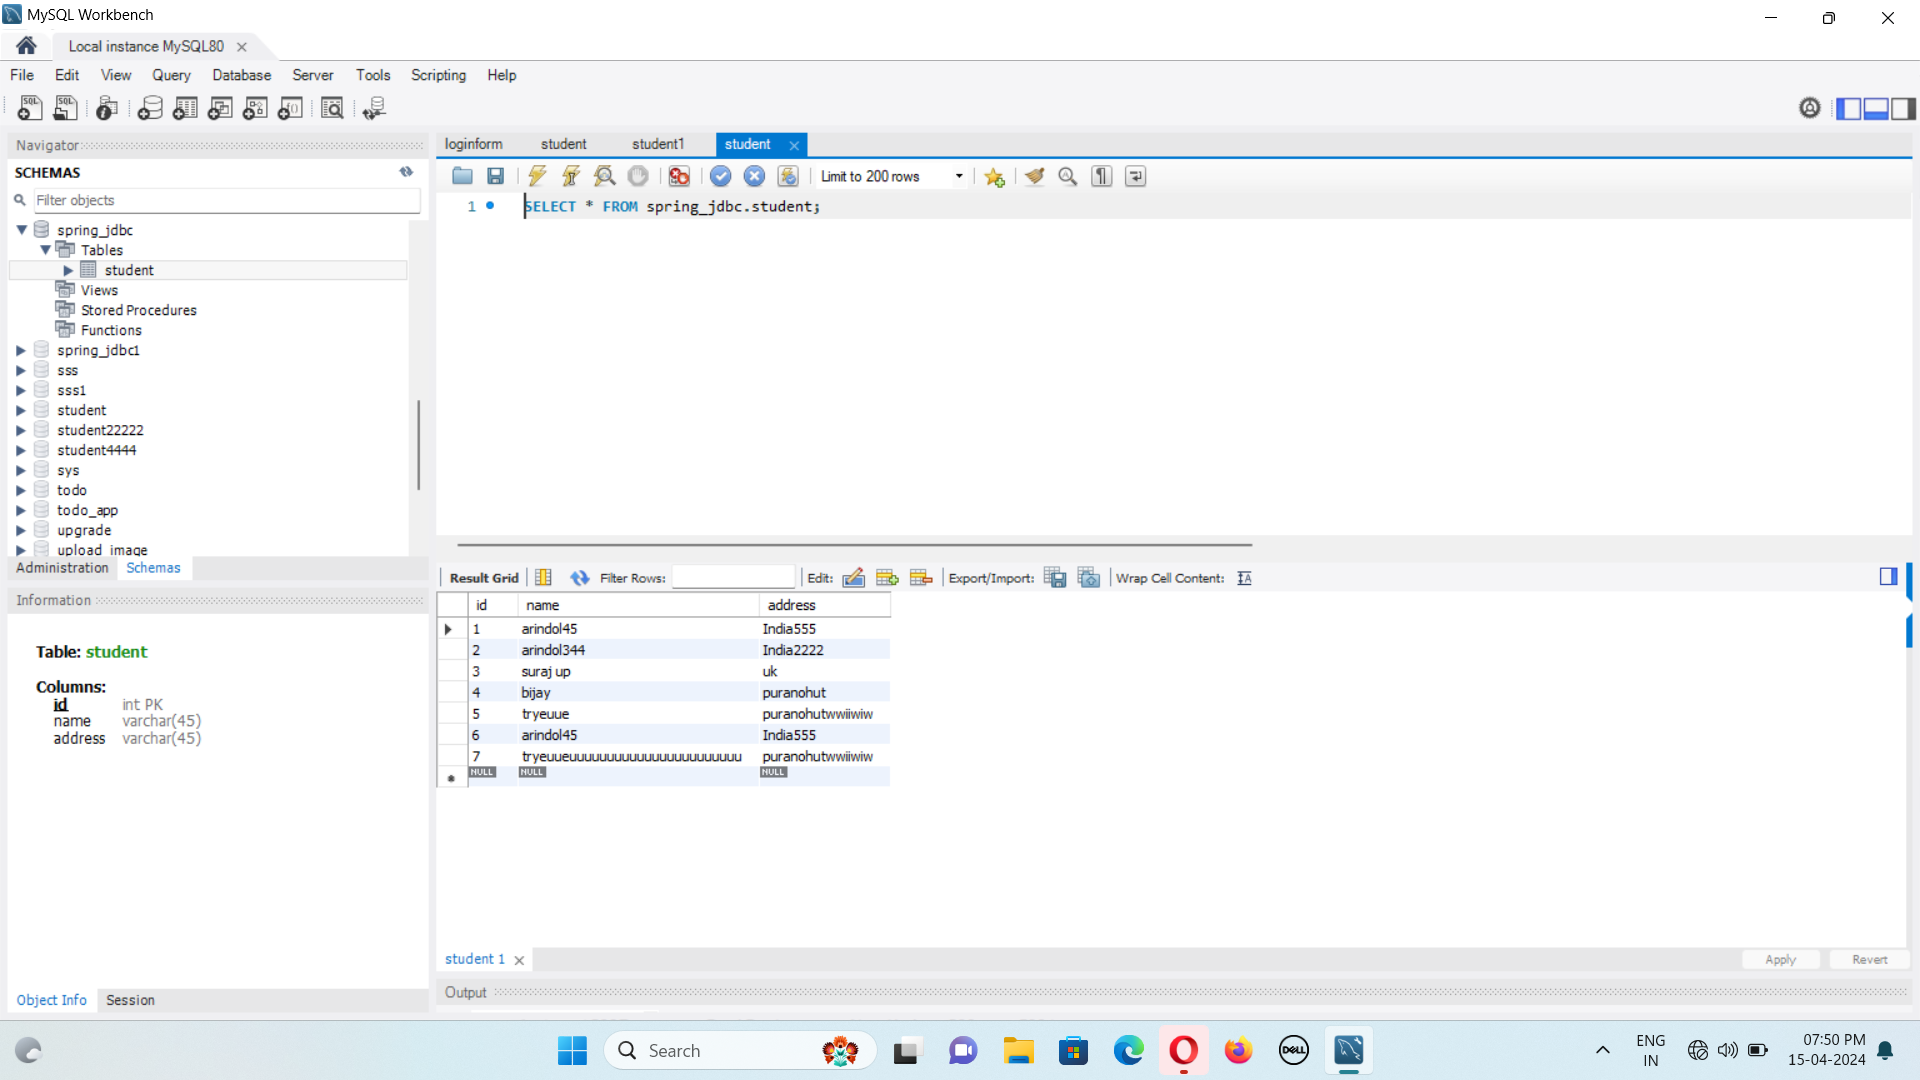 MySQL Workbench
Local instance MySQL80
File Edit View Query Database Server Tools Scripting Help
Navigator
SCHEMAS
Filter objects
spring_jdbc
Tables
student
Views
Stored Procedures
Functions
spring_jdbc1
sss
sss1
student
student22222
student4444
sys
todo
todo_app
upgrade
upload_image
Administration Schemas
Information
Table: student
Columns:
id int PK
name varchar(45)
address varchar(45)
Object Info Session
loginform student student1 student
Limit to 200 rows
1 SELECT * FROM spring_jdbc.student;
Result Grid Filter Rows: Edit: Export/Import: Wrap Cell Content:
id name address
1 arindol45 India555
2 arindol344 India2222
3 suraj up uk
4 bijay puranohut
5 tryeuue puranohutwwiiwiw
6 arindol45 India555
7 tryeuueuuuuuuuuuuuuuuuuuuuuuuu puranohutwwiiwiw
NULL NULL NULL
student 1 Apply Revert
Output
Search
DELL
ENG
IN
07:50 PM
15-04-2024